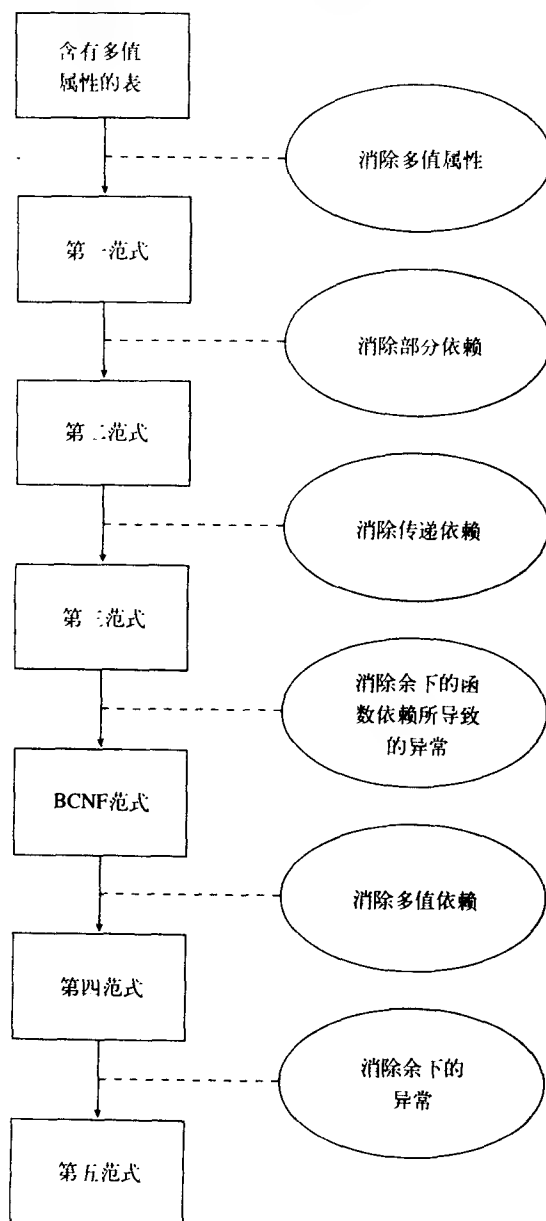 含有多值
属性的表
消除多值属性
第一范式
消除部分依赖
第二范式
消除传递依赖
第三范式
消除余下的函
数依赖所导致
的异常
BCNF范式
消除多值依赖
第四范式
消除余下的
异常
第五范式